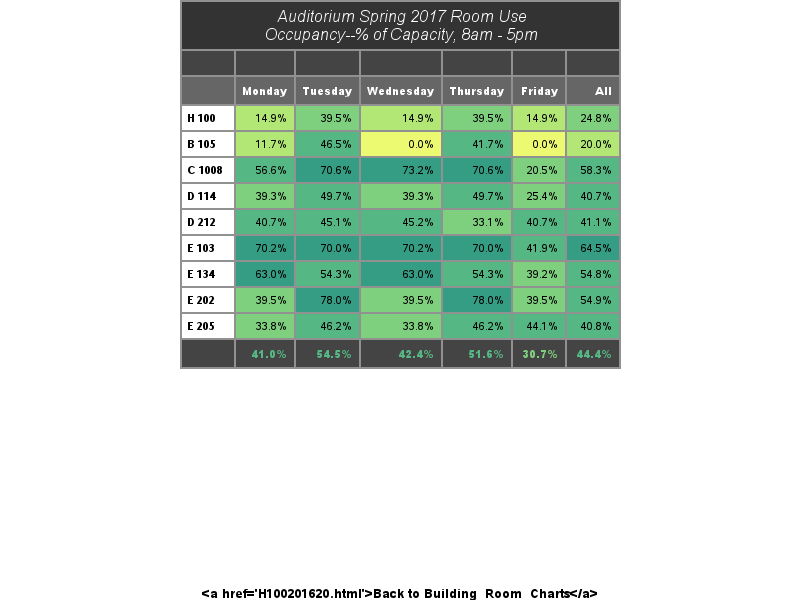 Auditorium Spring 2017 Room Use
Occupancy--% of Capacity, 8am - 5pm
Monday Tuesday Wednesday Thursday Friday All
H 100 14.9% 39.5% 14.9% 39.5% 14.9% 24.8%
B 105 11.7% 46.5% 0.0% 41.7% 0.0% 20.0%
C 1008 56.6% 70.6% 73.2% 70.6% 20.5% 58.3%
D 114 39.3% 49.7% 39.3% 49.7% 25.4% 40.7%
D 212 40.7% 45.1% 45.2% 33.1% 40.7% 41.1%
E 103 70.2% 70.0% 70.2% 70.0% 41.9% 64.5%
E 134 63.0% 54.3% 63.0% 54.3% 39.2% 54.8%
E 202 39.5% 78.0% 39.5% 78.0% 39.5% 54.9%
E 205 33.8% 46.2% 33.8% 46.2% 44.1% 40.8%
41.0% 54.5% 42.4% 51.6% 30.7% 44.4%
<a href='H100201620.html'>Back to Building_Room_Charts</a>